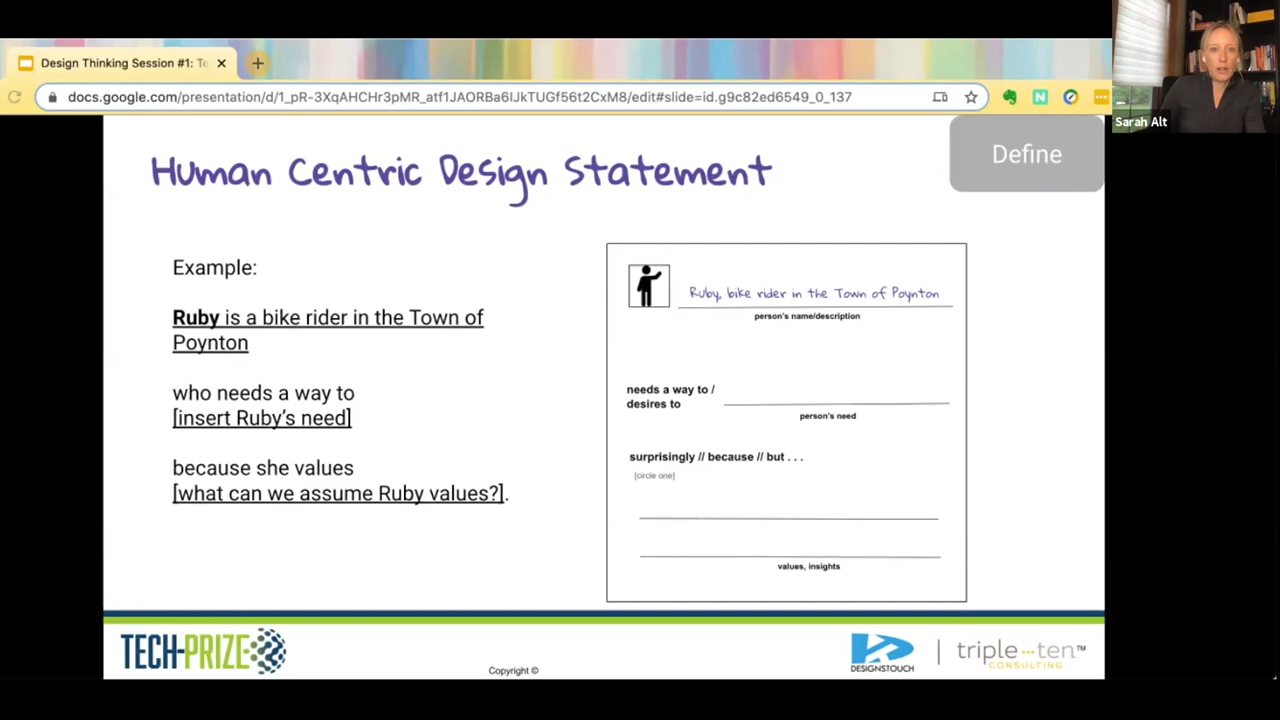 Design Thinking Session #1: Te
docs.google.com/presentation/d/1_pR-3XqAHCHr3pMR_atf1JAORBa6lJkTUGf56t2CxM8/edit#slide=id.g9c82ed6549_0_137
Sarah Alt
Define
Human Centric Design Statement
Example:
Ruby is a bike rider in the Town of
Poynton
who needs a way to
[insert Ruby's need]
because she values
[what can we assume Ruby values?].
Ruby, bike rider in the Town of Poynton
person's name/description
needs a way to /
desires to
person's need
surprisingly // because // but . . .
[circle one]
values, insights
TECH-PRIZE
Copyright ©
DESIGNSTOUCH
triple ten™
CONSULTING